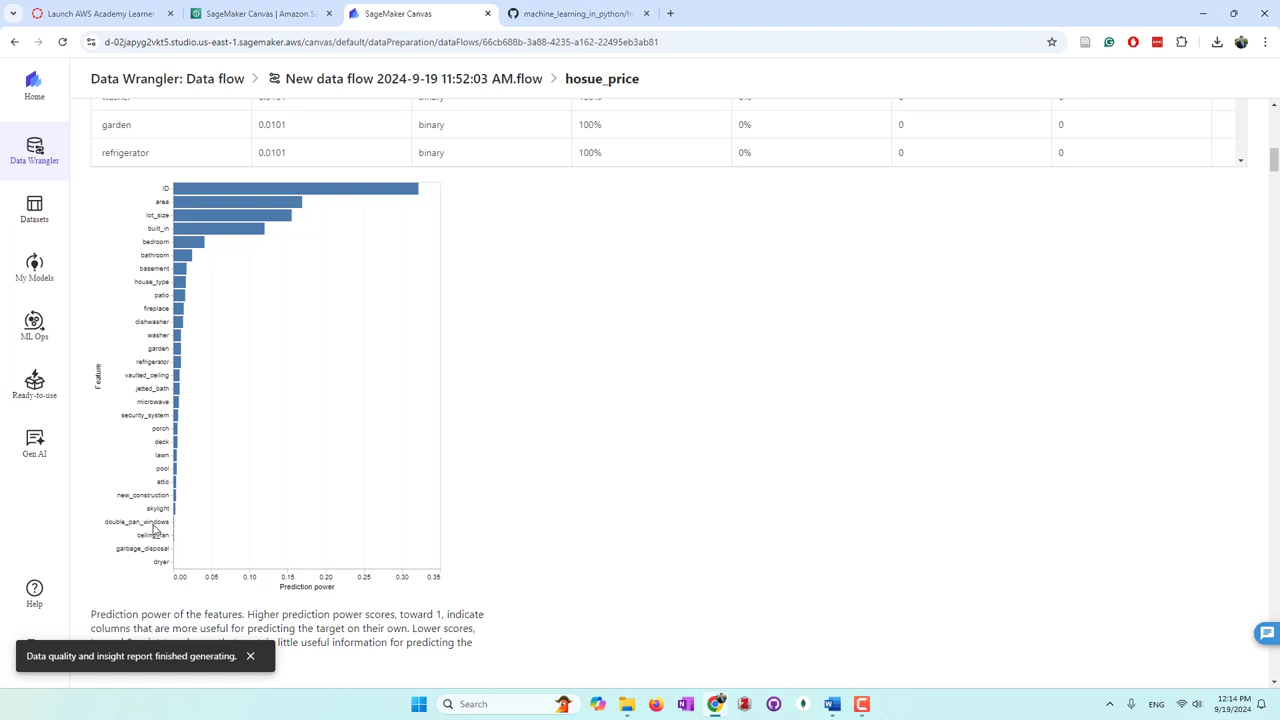 Launch AWS Academy Learner
SageMaker Canvas | Amazon S
SageMaker Canvas
machine_learning_in_python/ho
d-02japyg2vkt5.studio.us-east-1.sagemaker.aws/canvas/default/dataPreparation/dataFlows/66cb688b-3a88-4235-a162-22495eb3ab81
Home
Data Wrangler
Datasets
My Models
ML Ops
Ready-to-use
Gen AI
Help
Data Wrangler: Data flow > New data flow 2024-9-19 11:52:03 AM.flow > hosue_price
garden 0.0101 binary 100% 0% 0 0
refrigerator 0.0101 binary 100% 0% 0 0
ID
area
lot_size
built_in
bedroom
bathroom
basement
house_type
patio
fireplace
dishwasher
washer
garden
refrigerator
vaulted_ceiling
jetted_bath
microwave
security_system
porch
deck
lawn
pool
attic
new_construction
skylight
double_pan_windows
ceiling_fan
garbage_disposal
dryer
Feature
0.00 0.05 0.10 0.15 0.20 0.25 0.30 0.35
Prediction power
Prediction power of the features. Higher prediction power scores, toward 1, indicate
columns that are more useful for predicting the target on their own. Lower scores,
little useful information for predicting the
Data quality and insight report finished generating.
Search
ENG
12:14 PM
9/19/2024